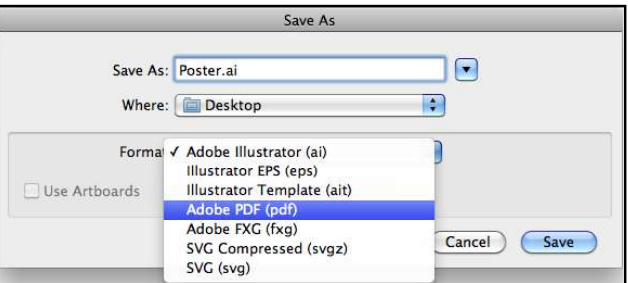 Save As
Save As: Poster.ai
Where: Desktop
Format ✓ Adobe Illustrator (ai)
Illustrator EPS (eps)
Illustrator Template (ait)
Use Artboards
Adobe PDF (pdf)
Adobe FXG (fxg)
SVG Compressed (svgz)
SVG (svg)
Cancel Save